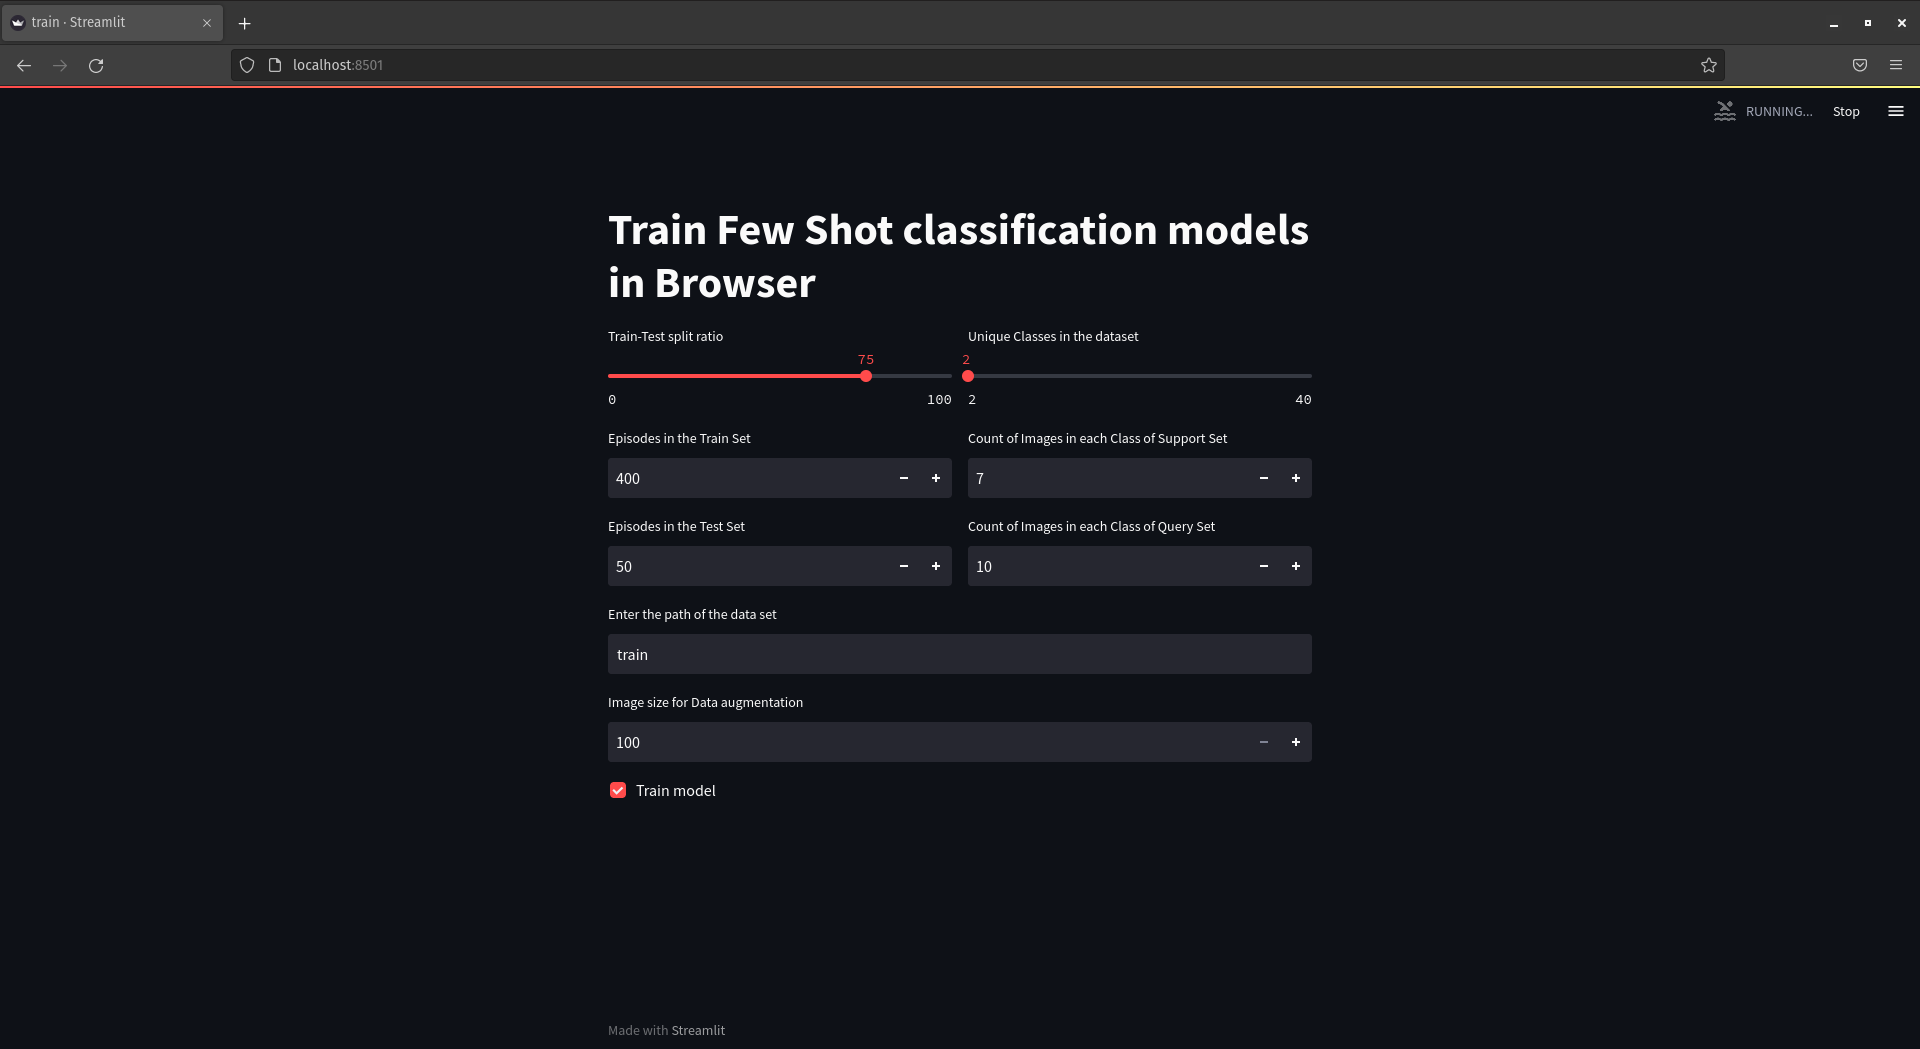 train · Streamlit
localhost:8501
RUNNING...
Stop
Train Few Shot classification models
in Browser
Train-Test split ratio
75
0
100
Unique Classes in the dataset
2
2
40
Episodes in the Train Set
400
Count of Images in each Class of Support Set
7
Episodes in the Test Set
50
Count of Images in each Class of Query Set
10
Enter the path of the data set
train
Image size for Data augmentation
100
Train model
Made with Streamlit